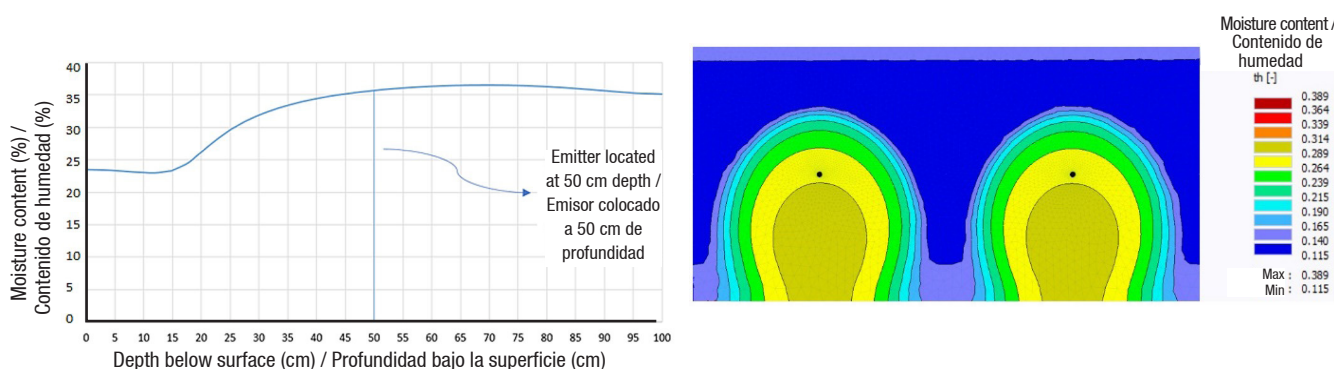 Moisture content (%) /
Contenido de humedad (%)
40
35
30
25
20
15
10
5
0
0 5 10 15 20 25 30 35 40 45 50 55 60 65 70 75 80 85 90 95 100
Depth below surface (cm) / Profundidad bajo la superficie (cm)
Emitter located
at 50 cm depth /
Emisor colocado
a 50 cm de
profundidad
Moisture content /
Contenido de
humedad
th [-]
0.389
0.364
0.339
0.314
0.289
0.264
0.239
0.215
0.190
0.165
0.140
0.115
Max : 0.389
Min : 0.115